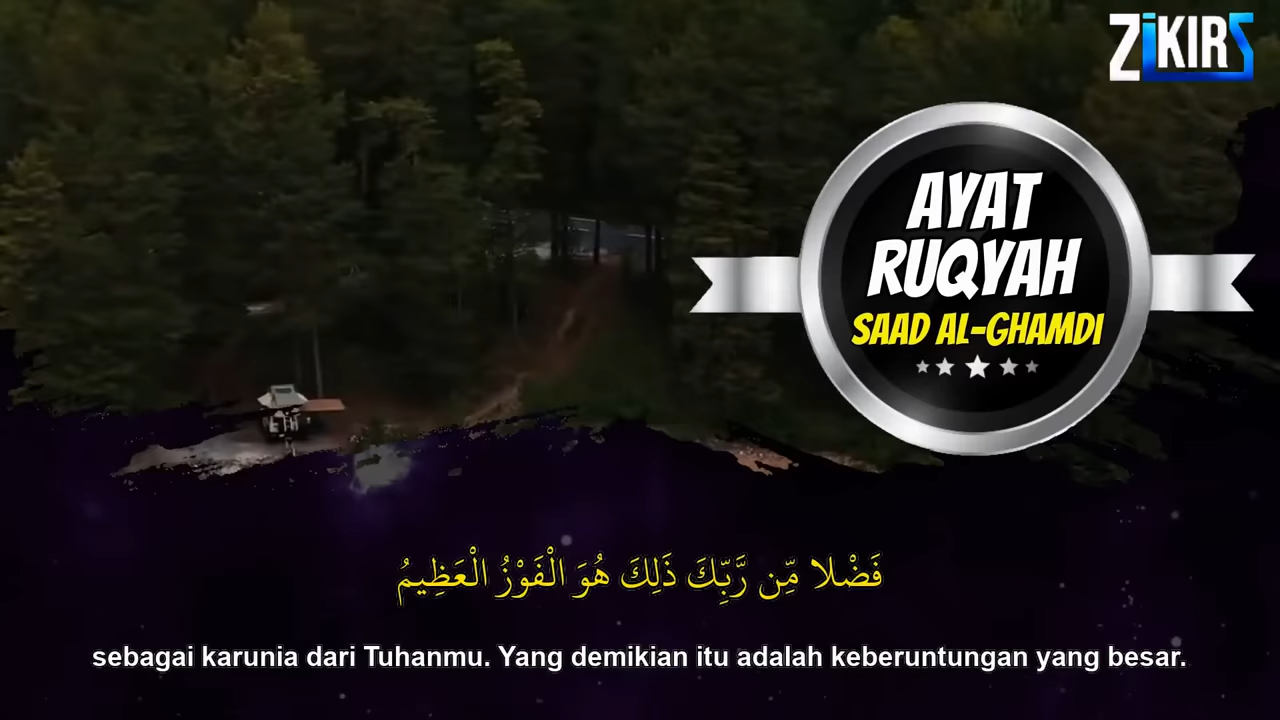 ZiKIRS
AYAT
RUQYAH
SAAD AL-GHAMDI
فَضْلا مِّن رَّبِّكَ ذَلِكَ هُوَ الْفَوْزُ الْعَظِيمُ
sebagai karunia dari Tuhanmu. Yang demikian itu adalah keberuntungan yang besar.